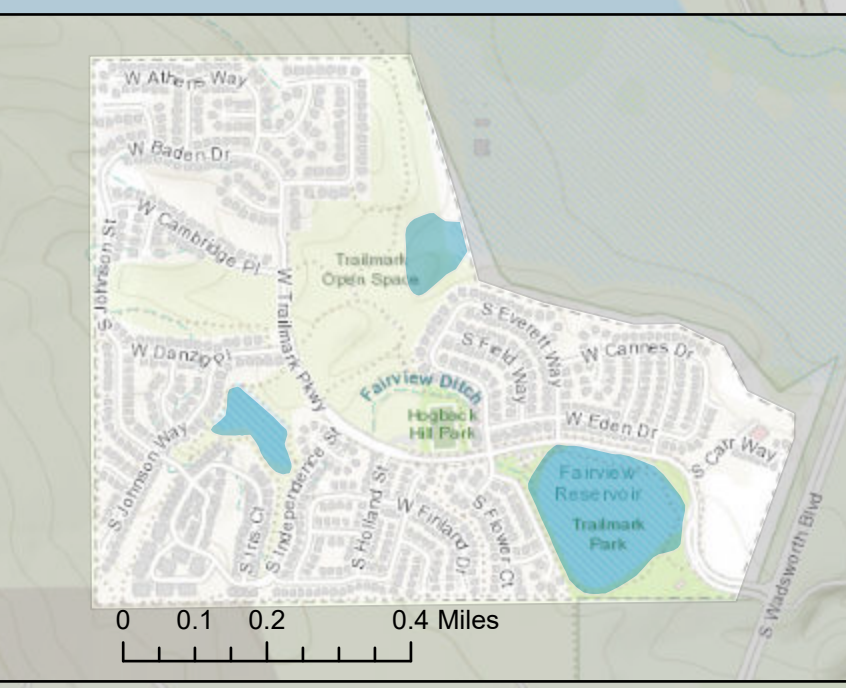 W Athens Way
W Baden Dr
W Cambridge Pl
S Johnson St
Trailmark
Open Space
W Trailmark Pkwy
S Everett Way
S Field Way
W Cannes Dr
W Danzig Pl
Fairview Ditch
Hogback
Hill Park
W Eden Dr
S Carr Way
S Johnson Way
S Independence St
Fairview
Reservoir
Trailmark
Park
S Iris Ct
S Holland St
W Finland Dr
S Flower Ct
S Wadsworth Blvd
0 0.1 0.2 0.4 Miles